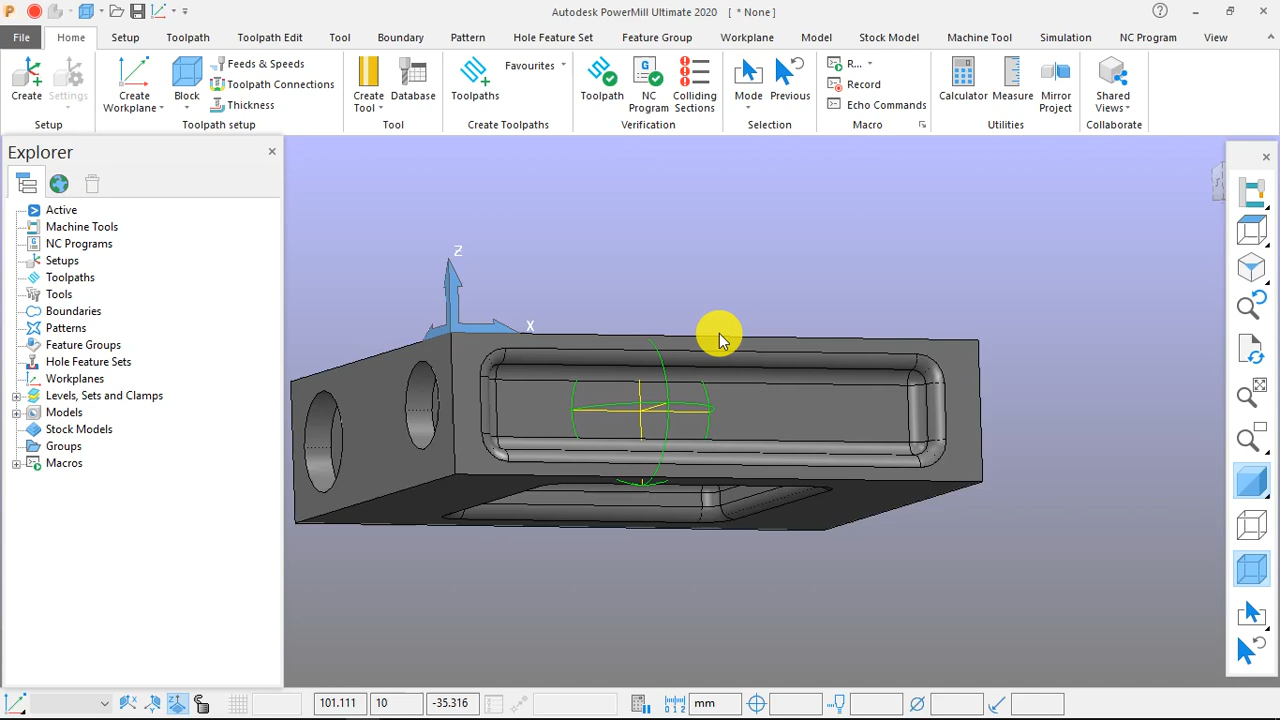 P Autodesk PowerMill Ultimate 2020 [ * None ]
File Home Setup Toolpath Toolpath Edit Tool Boundary Pattern Hole Feature Set Feature Group Workplane Model Stock Model Machine Tool Simulation NC Program View
Create Settings
Setup
Create Workplane Block Feeds & Speeds Toolpath Connections Thickness
Toolpath setup
Create Tool Database
Tool
Toolpaths Favourites
Create Toolpaths
Toolpath NC Program Colliding Sections
Verification
Mo... Previous
Selection
R... Record Echo Commands
Macro
Calculator Measure Mirror Project
Utilities
Shared Views
Collaborate
Explorer
Active
Machine Tools
NC Programs
Setups
Toolpaths
Tools
Boundaries
Patterns
Feature Groups
Hole Feature Sets
Workplanes
Levels, Sets and Clamps
Models
Stock Models
Groups
Macros
Z
X
101.111 10 -35.316 mm